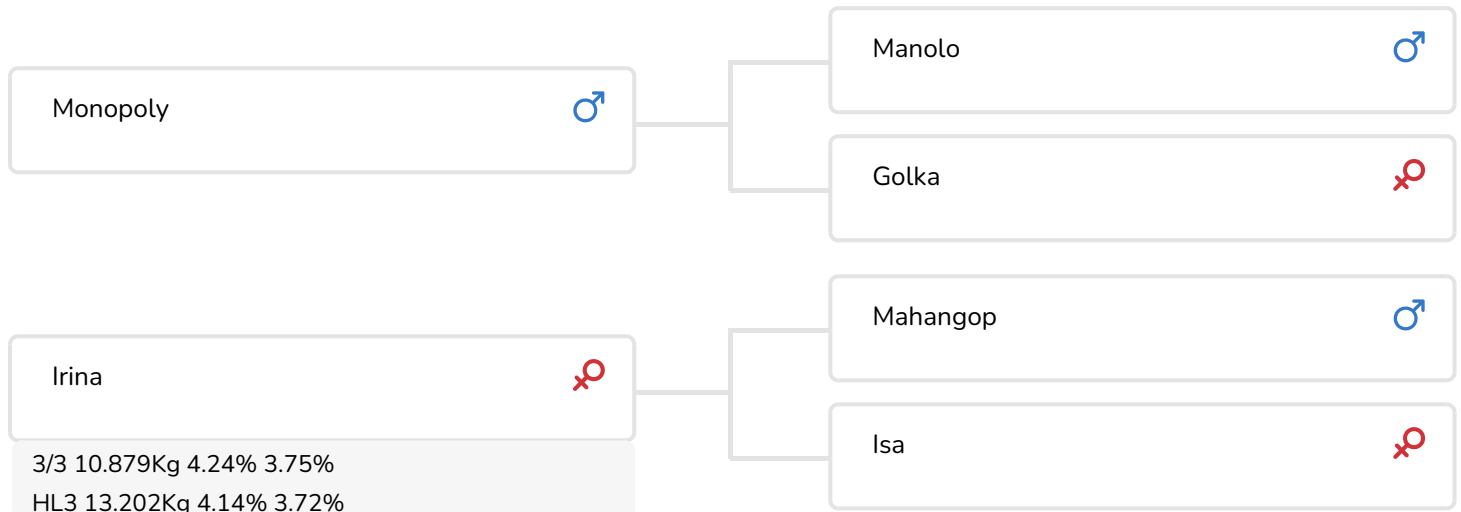 Monopoly
Manolo
Golka
Irina
3/3 10.879Kg 4.24% 3.75%
HL3 13.202Kg 4.14% 3.72%
Mahangop
Isa